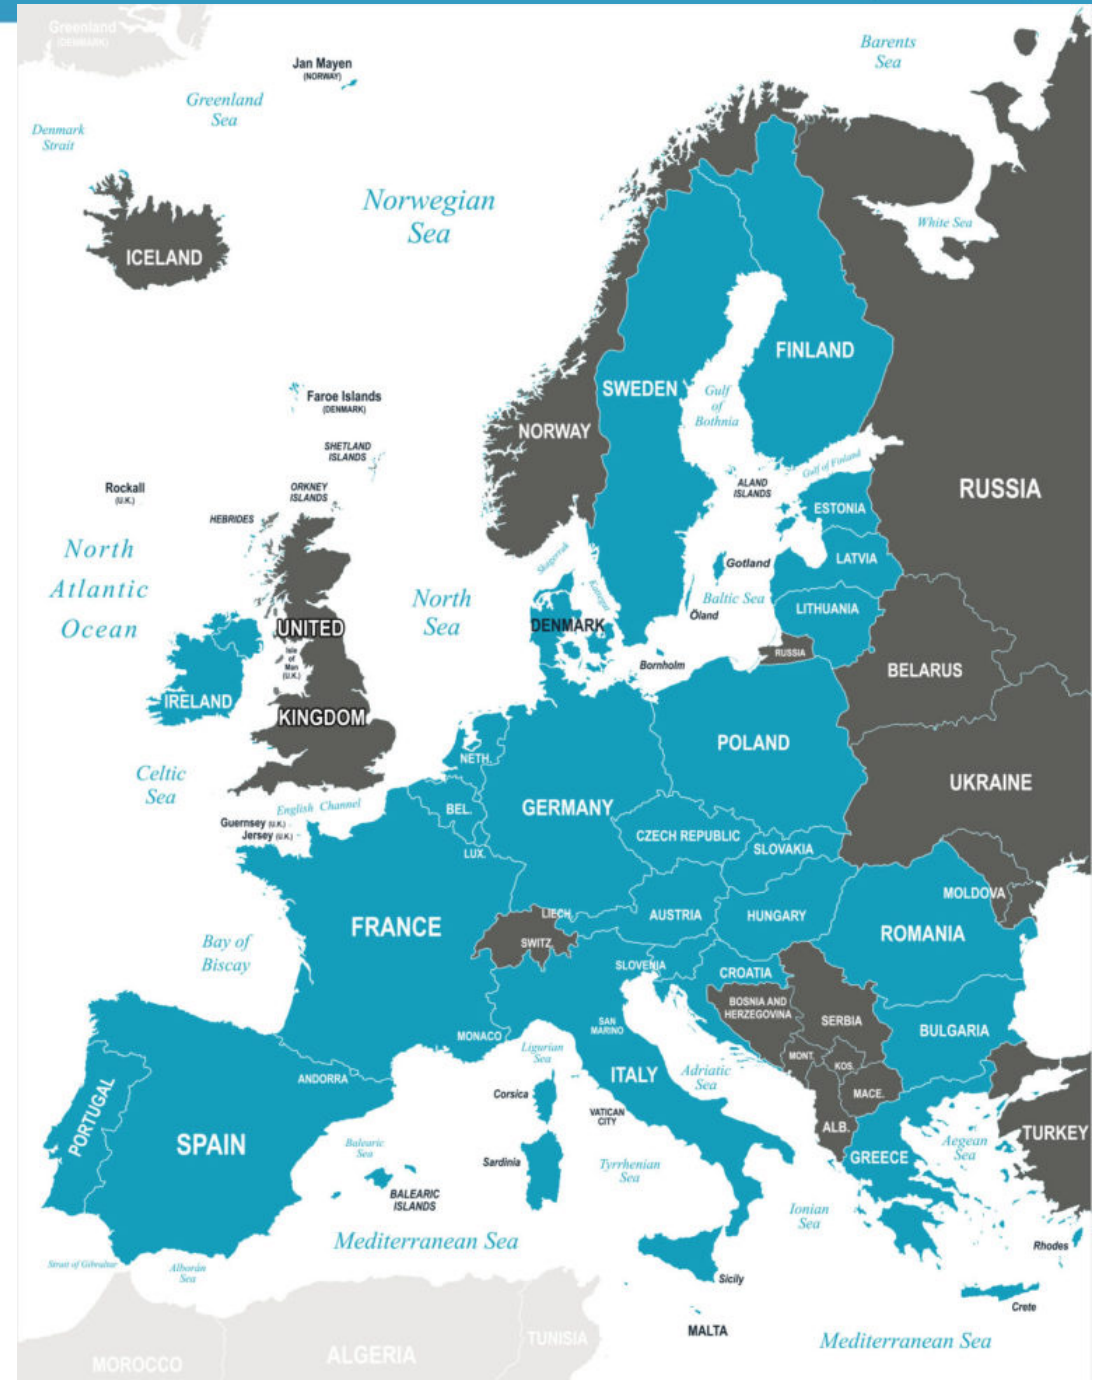 Greenland
(DENMARK)
Jan Mayen
(NORWAY)
Barents
Sea
Greenland
Sea
Denmark
Strait
Norwegian
Sea
White Sea
ICELAND
FINLAND
SWEDEN
Gulf
of
Bothnia
Faroe Islands
(DENMARK)
NORWAY
SHETLAND
ISLANDS
Gulf of Finland
Rockall
(U.K.)
ORKNEY
ISLANDS
ALAND
ISLANDS
RUSSIA
HEBRIDES
ESTONIA
North
Atlantic
Ocean
Skagerrak
Gotland
LATVIA
Kattegat
North
Sea
Baltic Sea
Öland
LITHUANIA
UNITED
KINGDOM
DENMARK
Isle
of
Man
(U.K.)
RUSSIA
Bornholm
BELARUS
IRELAND
POLAND
NETH.
Celtic
Sea
UKRAINE
English Channel
BEL.
GERMANY
Guernsey (U.K.)
Jersey (U.K.)
CZECH REPUBLIC
SLOVAKIA
LUX.
MOLDOVA
LIECH.
AUSTRIA
HUNGARY
FRANCE
ROMANIA
SWITZ.
Bay of
Biscay
SLOVENIA
CROATIA
BOSNIA AND
HERZEGOVINA
SERBIA
BULGARIA
SAN
MARINO
MONACO
Ligurian
Sea
MONT.
KOS.
ANDORRA
ITALY
Adriatic
Sea
Corsica
MACE.
PORTUGAL
VATICAN
CITY
ALB.
TURKEY
SPAIN
Balearic
Sea
Sardinia
Tyrrhenian
Sea
GREECE
Aegean
Sea
BALEARIC
ISLANDS
Ionian
Sea
Mediterranean Sea
Rhodes
Strait of Gibraltar
Alborán
Sea
Sicily
Crete
MALTA
TUNISIA
Mediterranean Sea
ALGERIA
MOROCCO